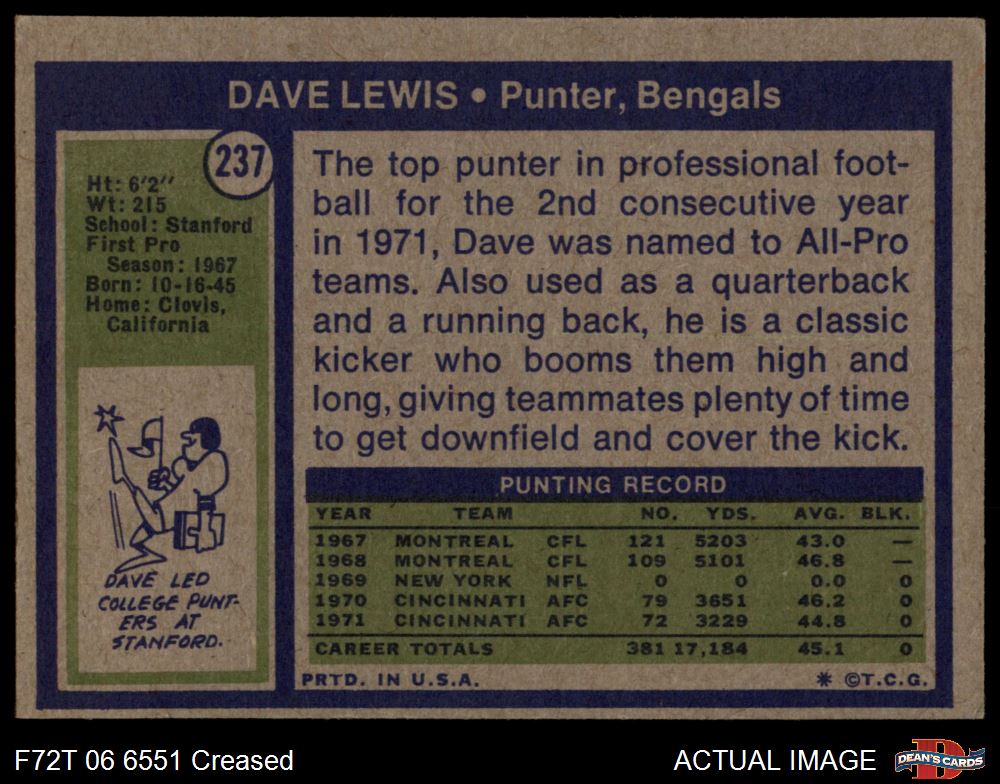 DAVE LEWIS • Punter, Bengals
237
Ht: 6'2"
Wt: 215
School: Stanford
First Pro
Season: 1967
Born: 10-16-45
Home: Clovis,
California
DAVE LED
COLLEGE PUNT-
ERS AT
STANFORD.
The top punter in professional foot-
ball for the 2nd consecutive year
in 1971, Dave was named to All-Pro
teams. Also used as a quarterback
and a running back, he is a classic
kicker who booms them high and
long, giving teammates plenty of time
to get downfield and cover the kick.
PUNTING RECORD
YEAR TEAM NO. YDS. AVG. BLK.
1967 MONTREAL CFL 121 5203 43.0 —
1968 MONTREAL CFL 109 5101 46.8 —
1969 NEW YORK NFL 0 0 0.0 0
1970 CINCINNATI AFC 79 3651 46.2 0
1971 CINCINNATI AFC 72 3229 44.8 0
CAREER TOTALS 381 17,184 45.1 0
PRTD. IN U.S.A. * ©T.C.G.
F72T 06 6551 Creased ACTUAL IMAGE
DEAN'S CARDS